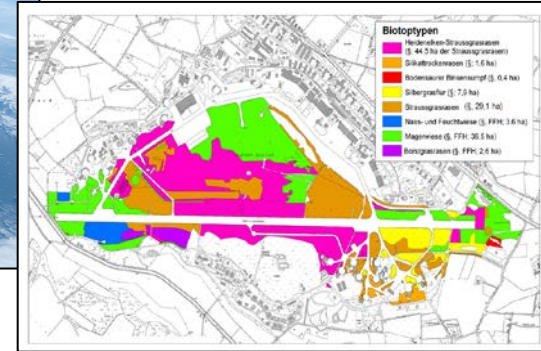 Biotoptypen
Heidenelken-Straussgrasrasen
(§, 44,5 ha der Straussgrasrasen)
Silikattrockenrasen (§; 1,6 ha)
Bodensaurer Binsensumpf (§, 0,4 ha)
Silbergrasflur (§; 7,9 ha)
Straussgrasrasen (§, 29,1 ha)
Nass- und Feuchtwiese (§, FFH; 3,6 ha)
Magerwiese (§, FFH; 36,5 ha)
Borstgrasrasen (§, FFH; 2,6 ha)